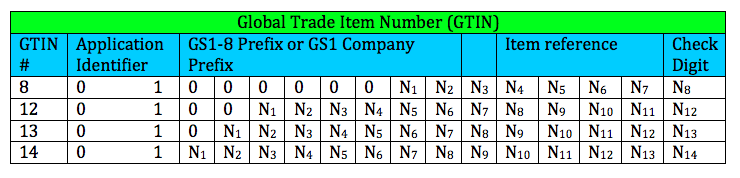 Global Trade Item Number (GTIN)
GTIN # Application Identifier GS1-8 Prefix or GS1 Company Prefix Item reference Check Digit
8 0 1 0 0 0 0 0 0 N₁ N₂ N₃ N₄ N₅ N₆ N₇ N₈
12 0 1 0 0 N₁ N₂ N₃ N₄ N₅ N₆ N₇ N₈ N₉ N₁₀ N₁₁ N₁₂
13 0 1 0 N₁ N₂ N₃ N₄ N₅ N₆ N₇ N₈ N₉ N₁₀ N₁₁ N₁₂ N₁₃
14 0 1 N₁ N₂ N₃ N₄ N₅ N₆ N₇ N₈ N₉ N₁₀ N₁₁ N₁₂ N₁₃ N₁₄